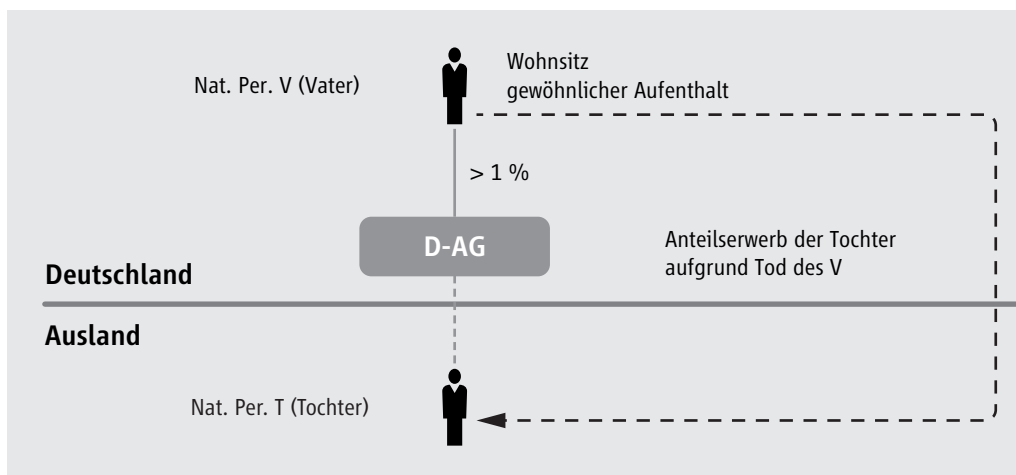 Nat. Per. V (Vater)
Wohnsitz
gewöhnlicher Aufenthalt
> 1 %
D-AG
Anteilserwerb der Tochter
aufgrund Tod des V
Deutschland
Ausland
Nat. Per. T (Tochter)